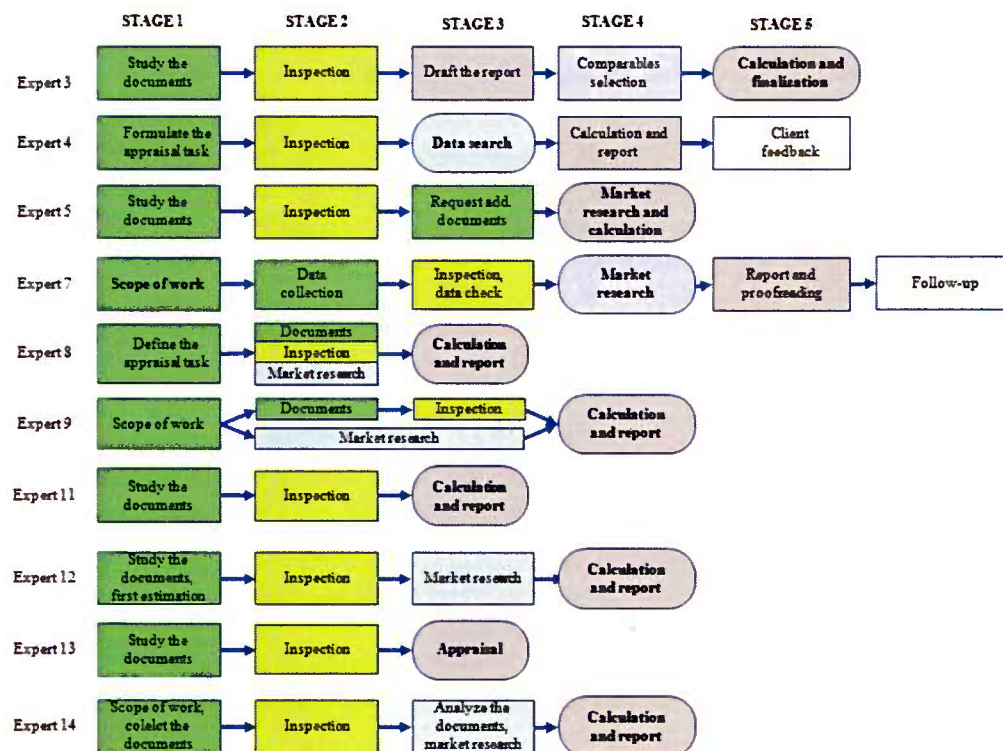 STAGE 1 STAGE 2 STAGE 3 STAGE 4 STAGE 5
Expert 3
Study the
documents
Inspection
Draft the report
Comparables
selection
Calculation and
finalization
Expert 4
Formulate the
appraisal task
Inspection
Data search
Calculation and
report
Client
feedback
Expert 5
Study the
documents
Inspection
Request add.
documents
Market
research and
calculation
Expert 7
Scope of work
Data
collection
Inspection,
data check
Market
research
Report and
proofreading
Follow-up
Expert 8
Define the
appraisal task
Documents
Inspection
Market research
Calculation
and report
Expert 9
Scope of work
Documents
Inspection
Market research
Calculation
and report
Expert 11
Study the
documents
Inspection
Calculation
and report
Expert 12
Study the
documents,
first estimation
Inspection
Market research
Calculation
and report
Expert 13
Study the
documents
Inspection
Appraisal
Expert 14
Scope of work,
colelct the
documents
Inspection
Analyze the
documents,
market research
Calculation
and report